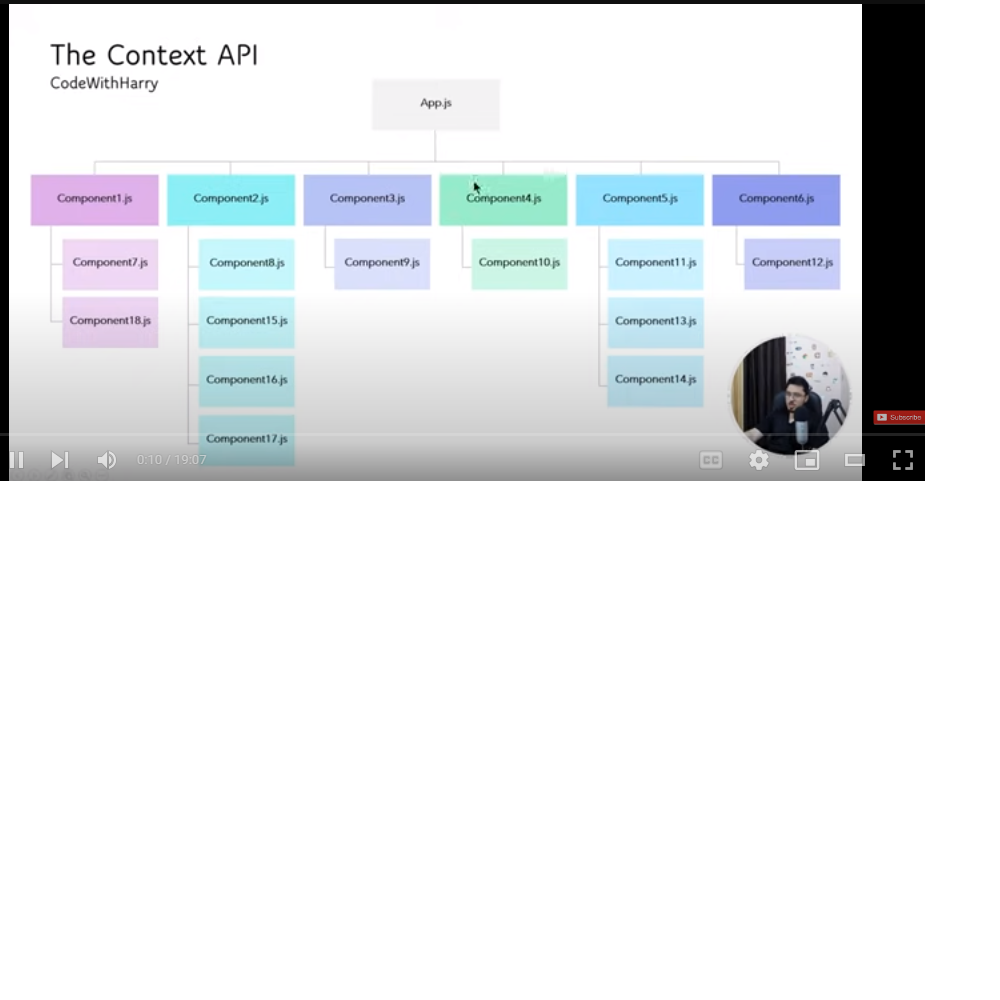 The Context API
CodeWithHarry
App.js
Component1.js
Component2.js
Component3.js
Component4.js
Component5.js
Component6.js
Component7.js
Component8.js
Component9.js
Component10.js
Component11.js
Component12.js
Component18.js
Component15.js
Component13.js
Component16.js
Component14.js
Component17.js
Subscribe
0:10 / 19:07
CC